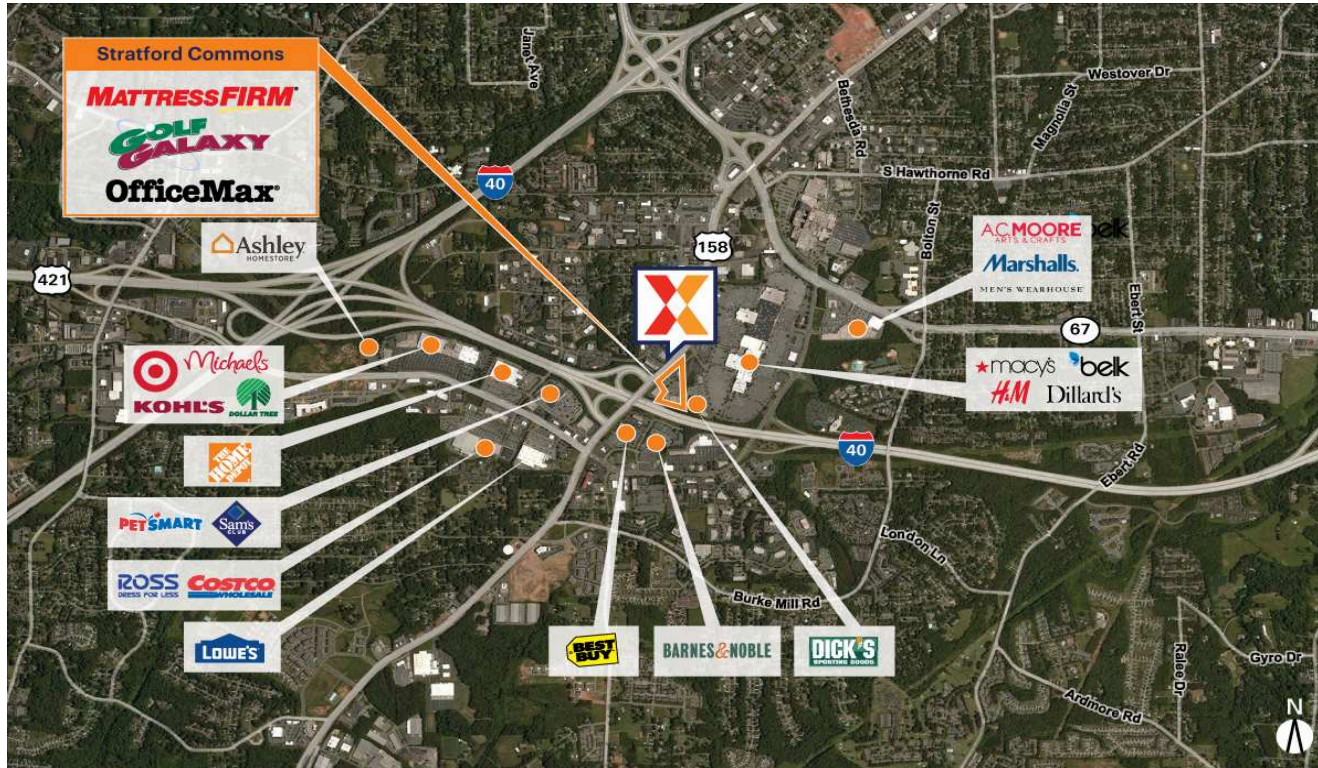 Stratford Commons
MATTRESSFIRM
GOLF
GALAXY
OfficeMax
Janet Ave
Westover Dr
Bethesda Rd
Magnolia St
S Hawthorne Rd
40
158
Bolton St
A.C.MOORE
ARTS & CRAFTS
belk
Marshalls.
MEN'S WEARHOUSE
Ashley
HOMESTORE
421
Ebert St
67
Michaels
KOHL'S
DOLLAR TREE
macy's belk
H&M Dillard's
THE
HOME
DEPOT
40
Ebert Rd
PETSMART Sam's
CLUB
ROSS
DRESS FOR LESS
COSTCO
WHOLESALE
London Ln
Burke Mill Rd
LOWE'S
BEST
BUY
BARNES&NOBLE
DICK'S
SPORTING GOODS
Ralee Dr
Gyro Dr
Ardmore Rd
N